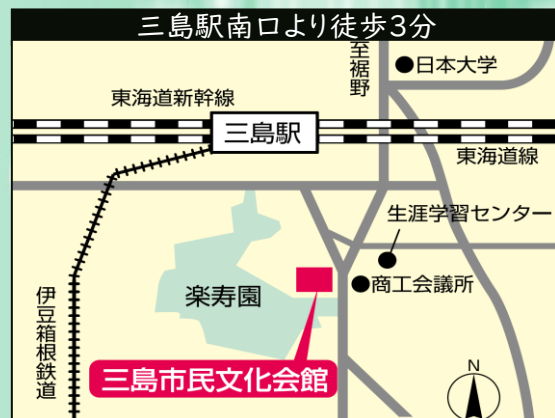 三島駅南口より徒歩3分
至裾野
日本大学
東海道新幹線
三島駅
東海道線
生涯学習センター
商工会議所
楽寿園
伊豆箱根鉄道
三島市民文化会館
N